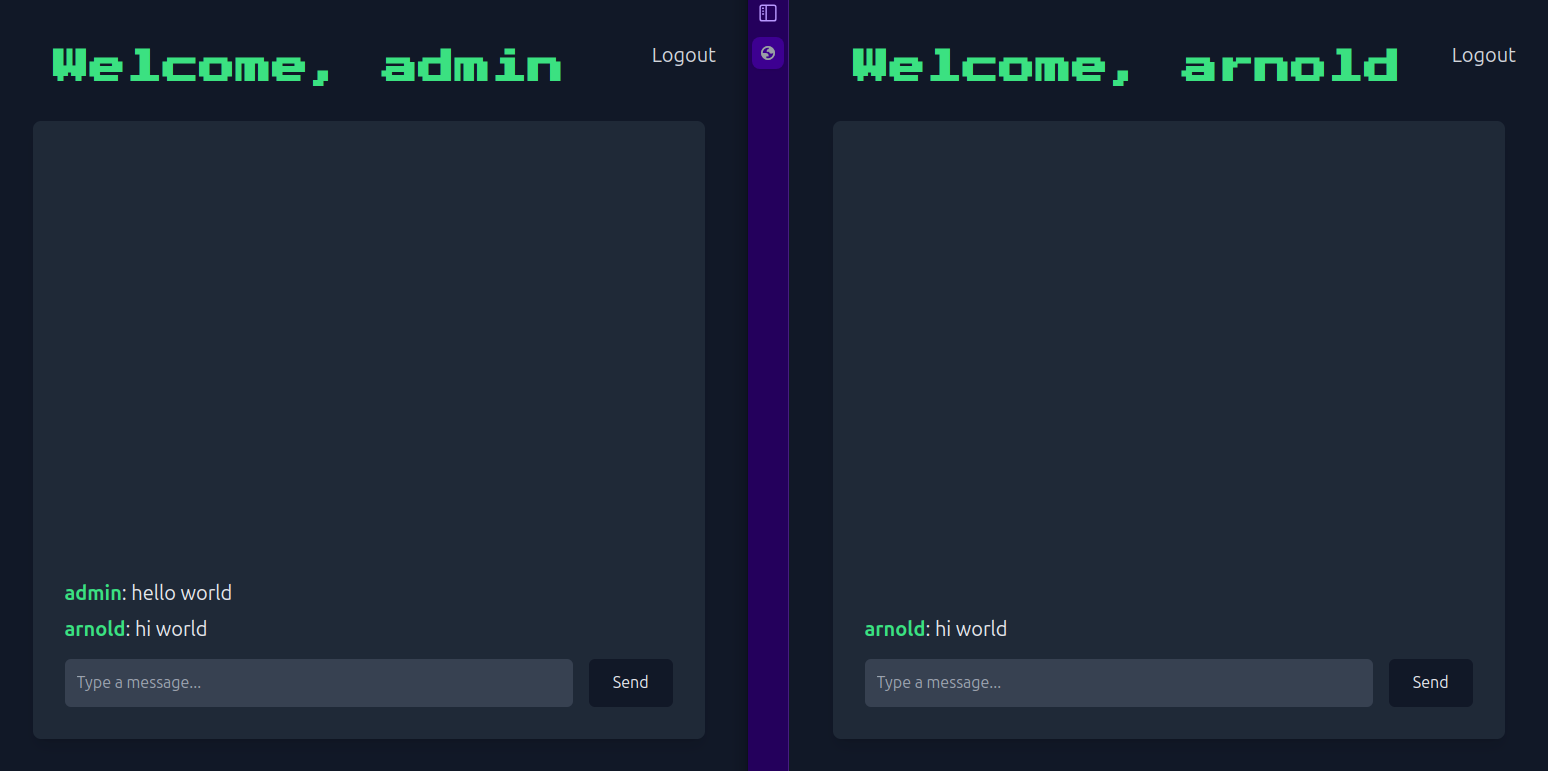 Welcome, admin
Logout
admin: hello world
arnold: hi world
Type a message...
Send
Welcome, arnold
Logout
arnold: hi world
Type a message...
Send